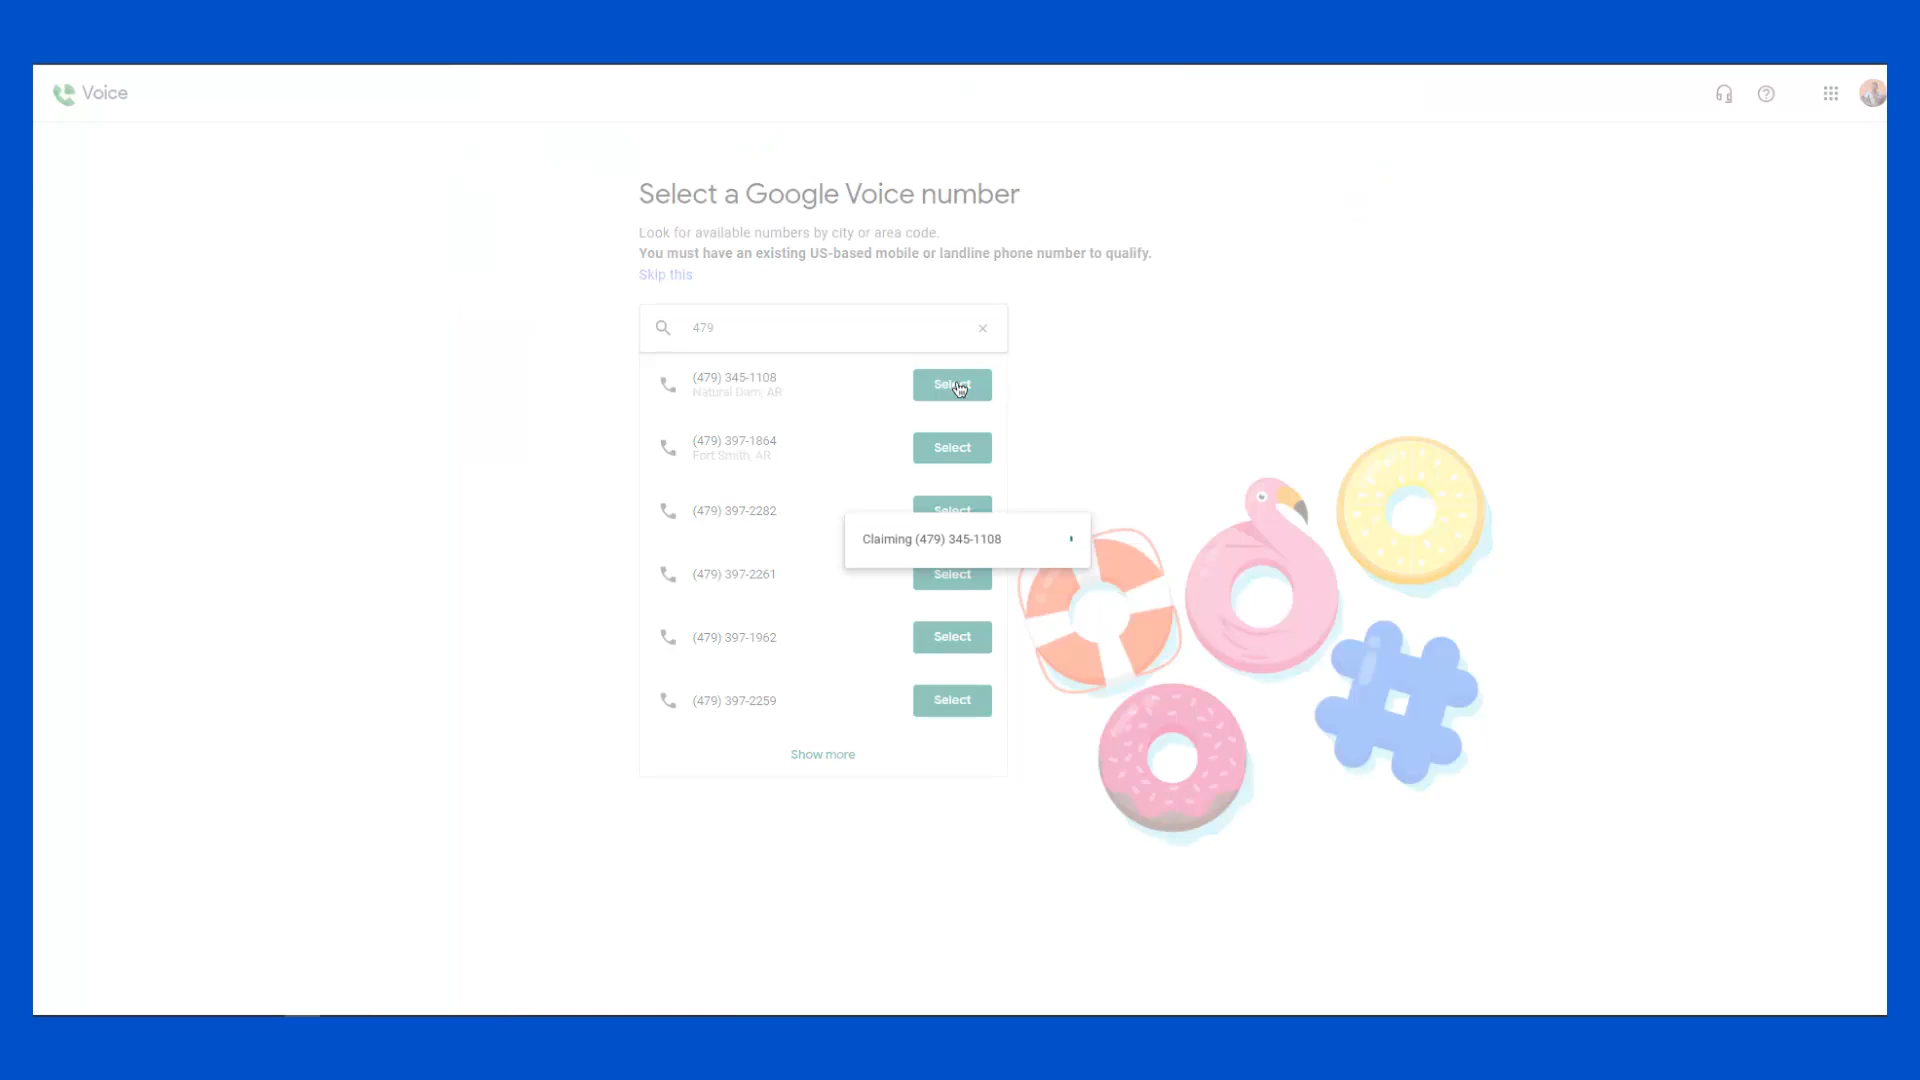 Voice
Select a Google Voice number
Look for available numbers by city or area code.
You must have an existing US-based mobile or landline phone number to qualify.
Skip this
479
(479) 345-1108
Natural Dam, AR
Select
(479) 397-1864
Fort Smith, AR
Select
(479) 397-2282
Select
Claiming (479) 345-1108
(479) 397-2261
Select
(479) 397-1962
Select
(479) 397-2259
Select
Show more